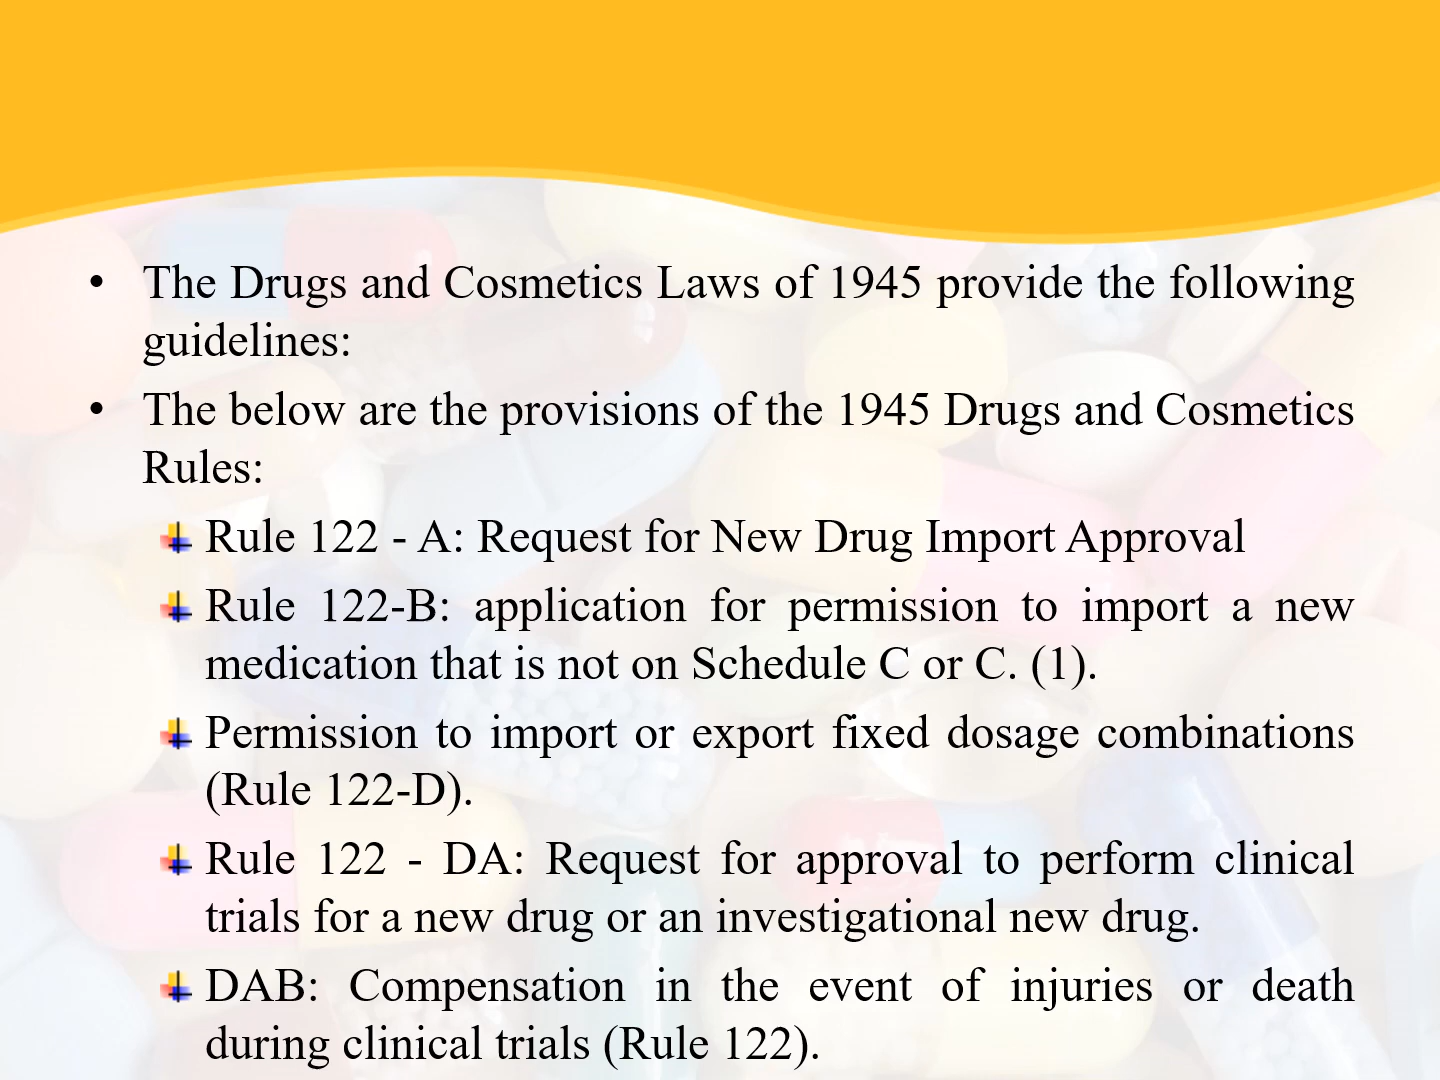 • The Drugs and Cosmetics Laws of 1945 provide the following
guidelines:
• The below are the provisions of the 1945 Drugs and Cosmetics
Rules:
Rule 122 - A: Request for New Drug Import Approval
Rule 122-B: application for permission to import a new
medication that is not on Schedule C or C. (1).
Permission to import or export fixed dosage combinations
(Rule 122-D).
Rule 122 - DA: Request for approval to perform clinical
trials for a new drug or an investigational new drug.
DAB: Compensation in the event of injuries or death
during clinical trials (Rule 122).